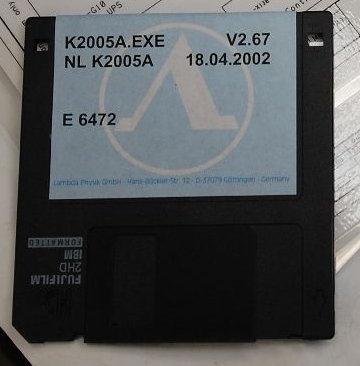 K2005A.EXE V2.67
NL K2005A 18.04.2002
E 6472
Lambda Physik GmbH - Hans-Böckler-Str. 12 - D-37079 Göttingen - Germany
FUJIFILM
2HD
IBM
FORMATTED
UPS